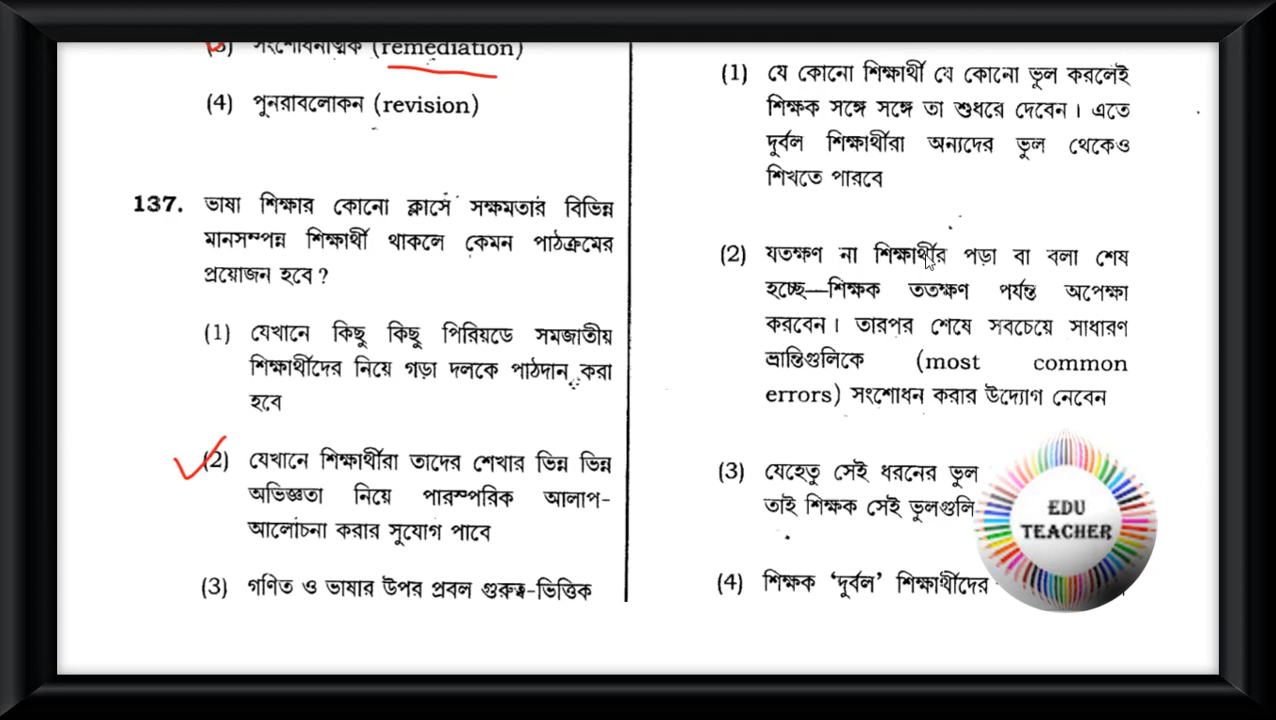 (3) সংশোধনাত্মক (remediation)
(4) পুনরাবলোকন (revision)
137. ভাষা শিক্ষার কোনো ক্লাসে সক্ষমতার বিভিন্ন
মানসম্পন্ন শিক্ষার্থী থাকলে কেমন পাঠক্রমের
প্রয়োজন হবে ?
(1) যেখানে কিছু কিছু পিরিয়ডে সমজাতীয়
শিক্ষার্থীদের নিয়ে গড়া দলকে পাঠদান করা
হবে
(2) যেখানে শিক্ষার্থীরা তাদের শেখার ভিন্ন ভিন্ন
অভিজ্ঞতা নিয়ে পারস্পরিক আলাপ-
আলোচনা করার সুযোগ পাবে
(3) গণিত ও ভাষার উপর প্রবল গুরুত্ব-ভিত্তিক
(1) যে কোনো শিক্ষার্থী যে কোনো ভুল করলেই
শিক্ষক সঙ্গে সঙ্গে তা শুধরে দেবেন । এতে
দুর্বল শিক্ষার্থীরা অন্যদের ভুল থেকেও
শিখতে পারবে
(2) যতক্ষণ না শিক্ষার্থীর পড়া বা বলা শেষ
হচ্ছে—শিক্ষক ততক্ষণ পর্যন্ত অপেক্ষা
করবেন । তারপর শেষে সবচেয়ে সাধারণ
ভ্রান্তিগুলিকে (most common
errors) সংশোধন করার উদ্যোগ নেবেন
(3) যেহেতু সেই ধরনের ভুল
তাই শিক্ষক সেই ভুলগুলি
(4) শিক্ষক ‘দুর্বল’ শিক্ষার্থীদের
EDU
TEACHER